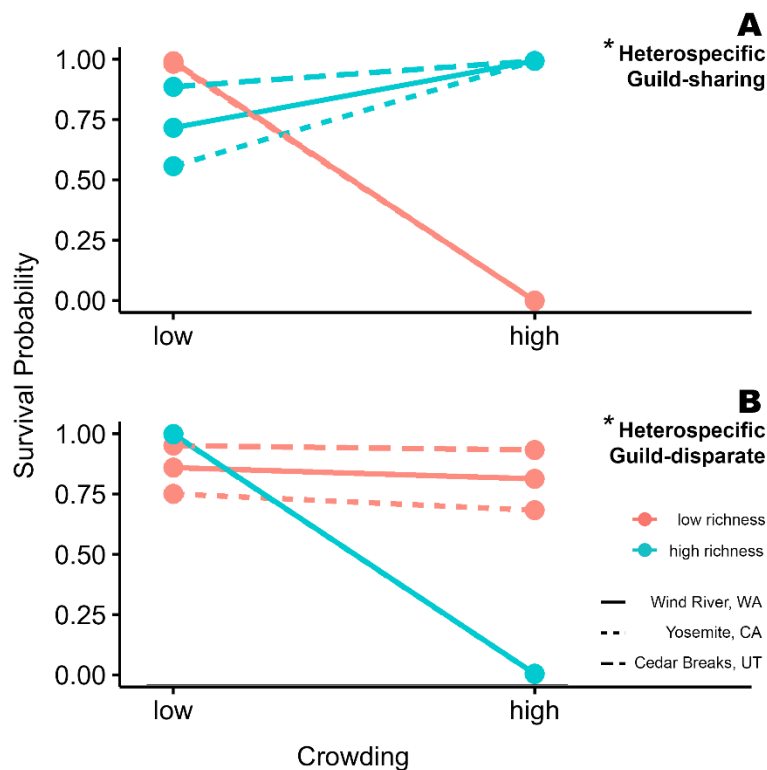 A
* Heterospecific
Guild-sharing
1.00
0.75
0.50
0.25
0.00
low
high
Survival Probability
B
* Heterospecific
Guild-disparate
1.00
0.75
0.50
0.25
0.00
low richness
high richness
Wind River, WA
Yosemite, CA
Cedar Breaks, UT
low
high
Crowding